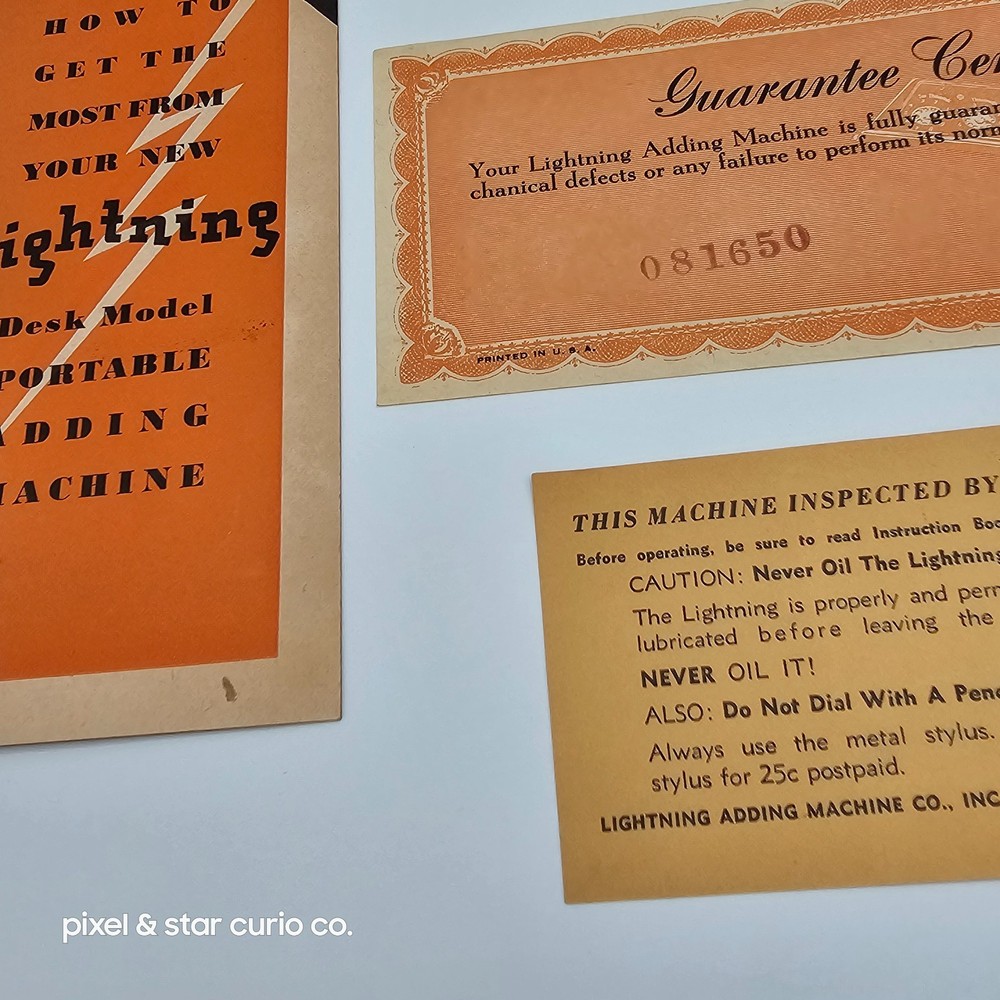 HOW TO
GET THE
MOST FROM
YOUR NEW
ightning
Desk Model
PORTABLE
ADDING
MACHINE
Guarantee Cer
Your Lightning Adding Machine is fully guaran
chanical defects or any failure to perform its norm
081650
PRINTED IN U. S. A.
THIS MACHINE INSPECTED BY
Before operating, be sure to read Instruction Boo
CAUTION: Never Oil The Lightning
The Lightning is properly and perm
lubricated before leaving the
NEVER OIL IT!
ALSO: Do Not Dial With A Penc
Always use the metal stylus.
stylus for 25c postpaid.
LIGHTNING ADDING MACHINE CO., INC
pixel & star curio co.